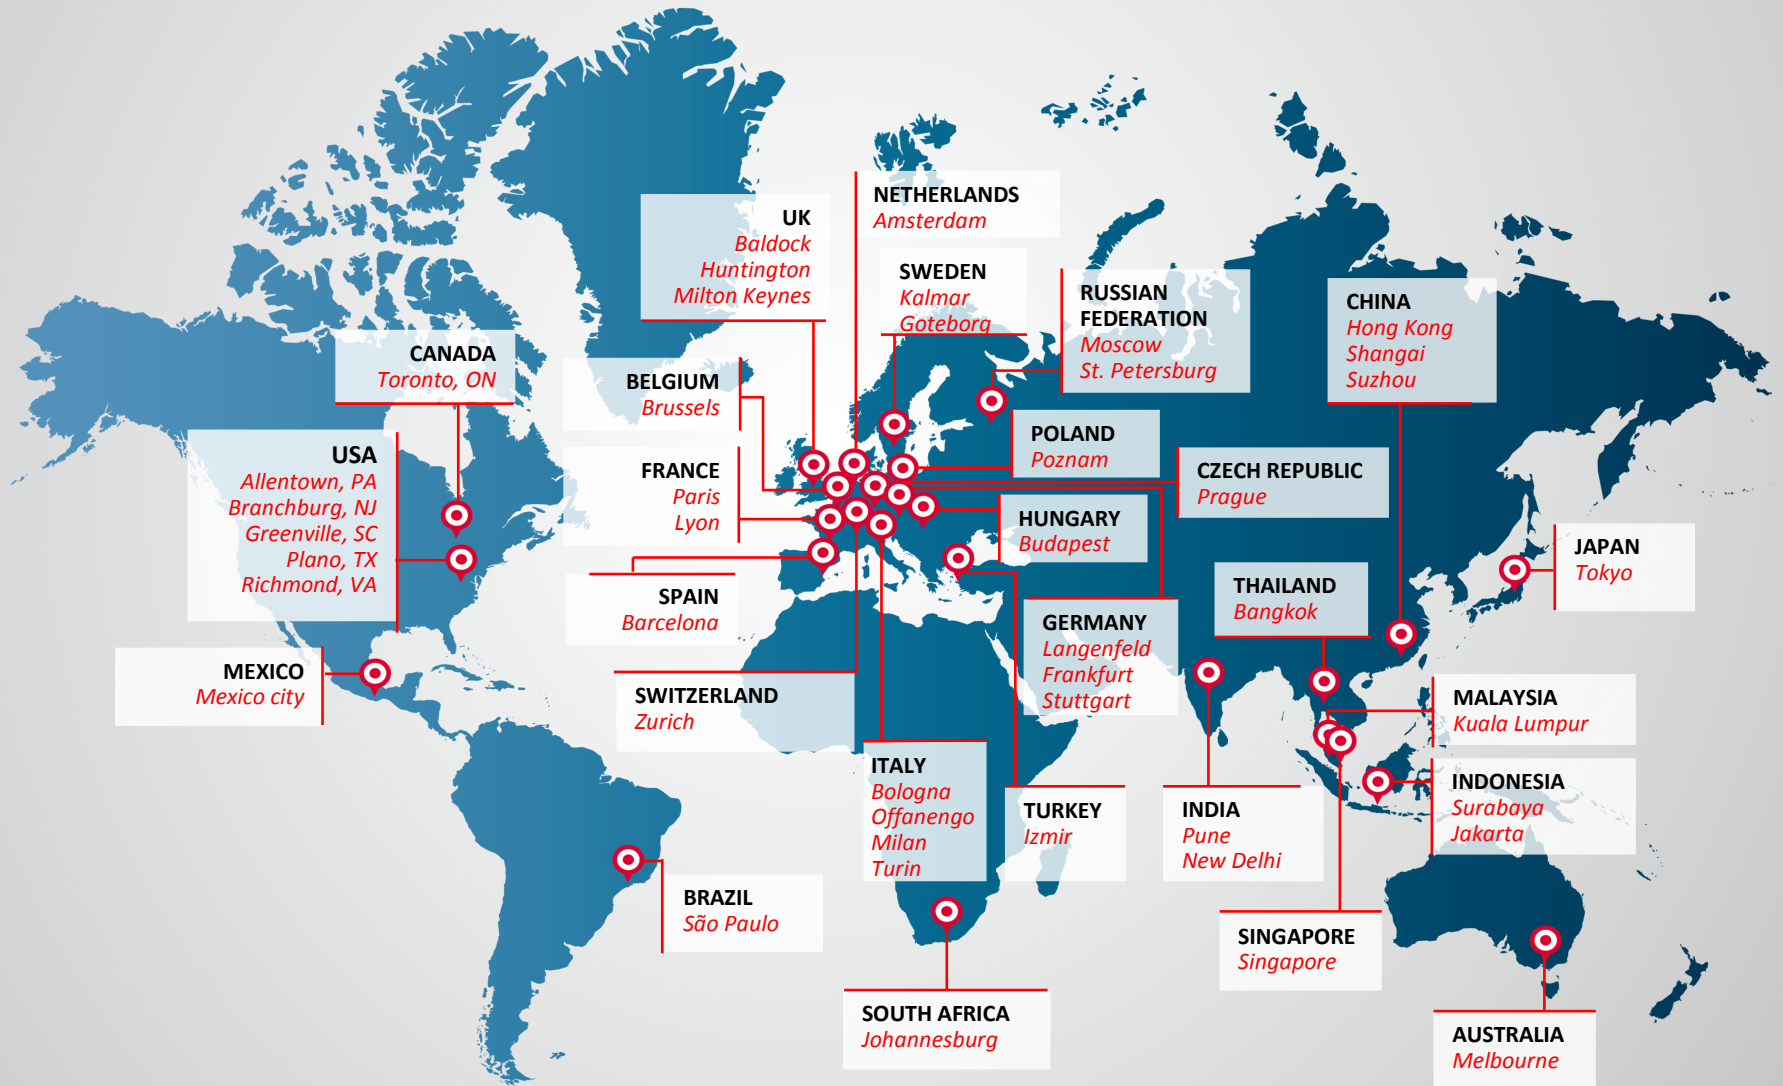 NETHERLANDS
Amsterdam
UK
Baldock
Huntington
Milton Keynes
SWEDEN
Kalmar
Goteborg
RUSSIAN
FEDERATION
Moscow
St. Petersburg
CHINA
Hong Kong
Shangai
Suzhou
CANADA
Toronto, ON
BELGIUM
Brussels
POLAND
Poznam
USA
Allentown, PA
Branchburg, NJ
Greenville, SC
Plano, TX
Richmond, VA
FRANCE
Paris
Lyon
CZECH REPUBLIC
Prague
HUNGARY
Budapest
JAPAN
Tokyo
SPAIN
Barcelona
THAILAND
Bangkok
GERMANY
Langenfeld
Frankfurt
Stuttgart
MEXICO
Mexico city
SWITZERLAND
Zurich
MALAYSIA
Kuala Lumpur
ITALY
Bologna
Offanengo
Milan
Turin
TURKEY
Izmir
INDIA
Pune
New Delhi
INDONESIA
Surabaya
Jakarta
BRAZIL
São Paulo
SINGAPORE
Singapore
SOUTH AFRICA
Johannesburg
AUSTRALIA
Melbourne